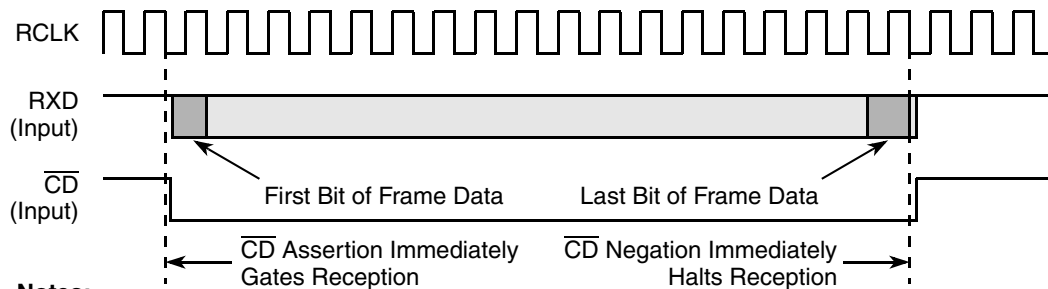 RCLK
RXD
(Input)
CD
(Input)
First Bit of Frame Data
Last Bit of Frame Data
CD Assertion Immediately
Gates Reception
CD Negation Immediately
Halts Reception
Notes: